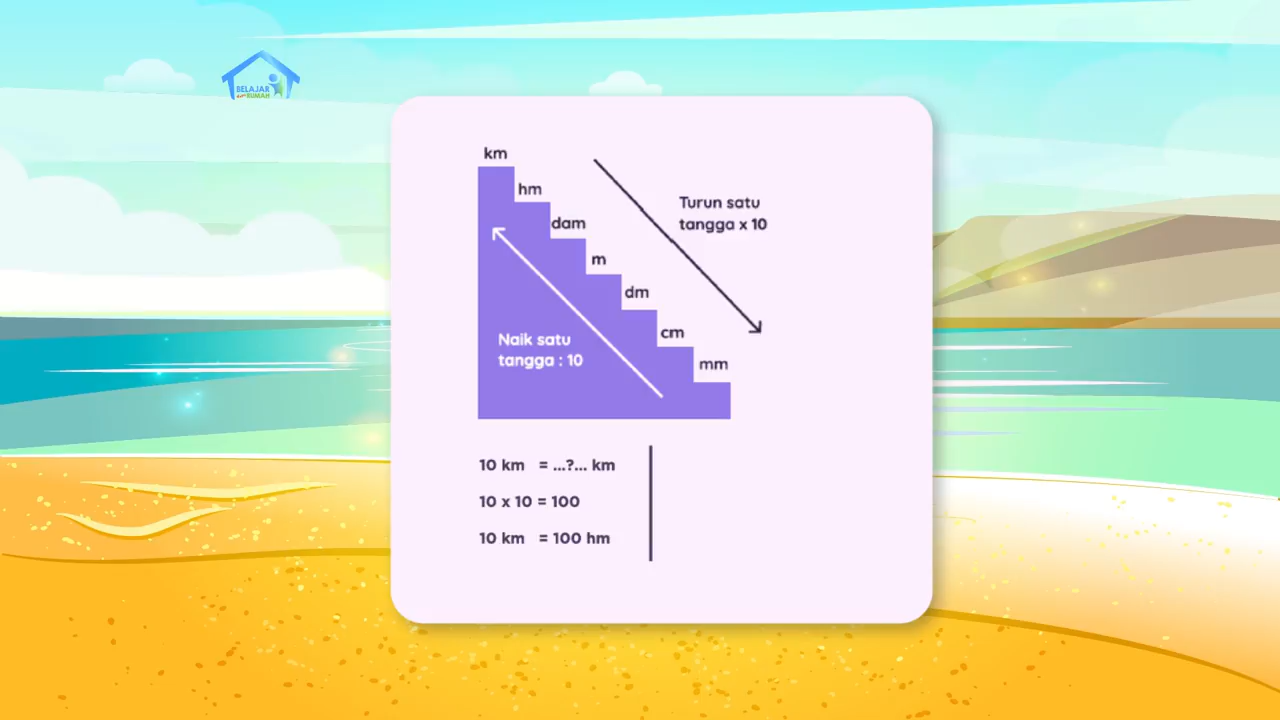 BELAJAR
dari RUMAH
km
hm
dam
m
dm
cm
mm
Turun satu
tangga x 10
Naik satu
tangga : 10
10 km = ...?... km
10 x 10 = 100
10 km = 100 hm